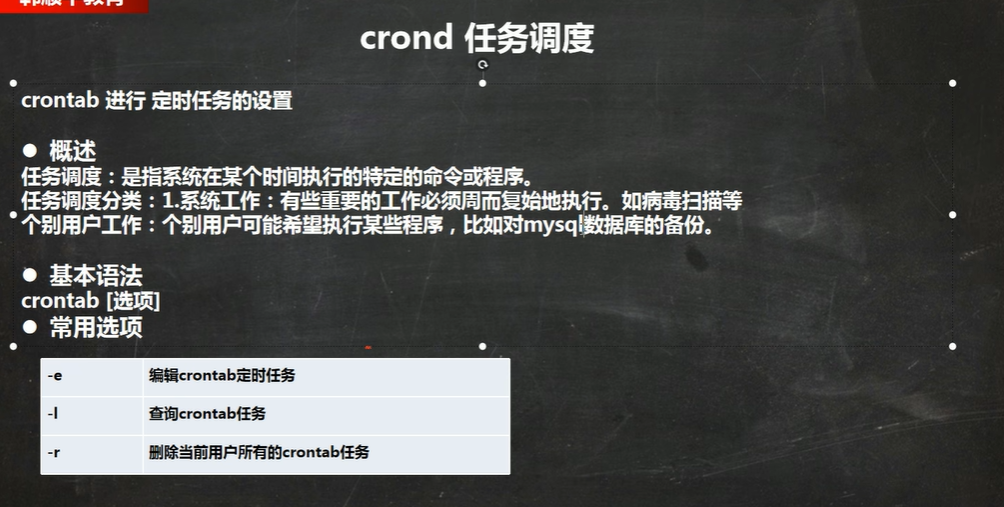 crond 任务调度
crontab 进行 定时任务的设置
● 概述
任务调度：是指系统在某个时间执行的特定的命令或程序。
任务调度分类：1.系统工作：有些重要的工作必须周而复始地执行。如病毒扫描等
个别用户工作：个别用户可能希望执行某些程序，比如对mysql数据库的备份。
● 基本语法
crontab [选项]
● 常用选项
-e 编辑crontab定时任务
-l 查询crontab任务
-r 删除当前用户所有的crontab任务